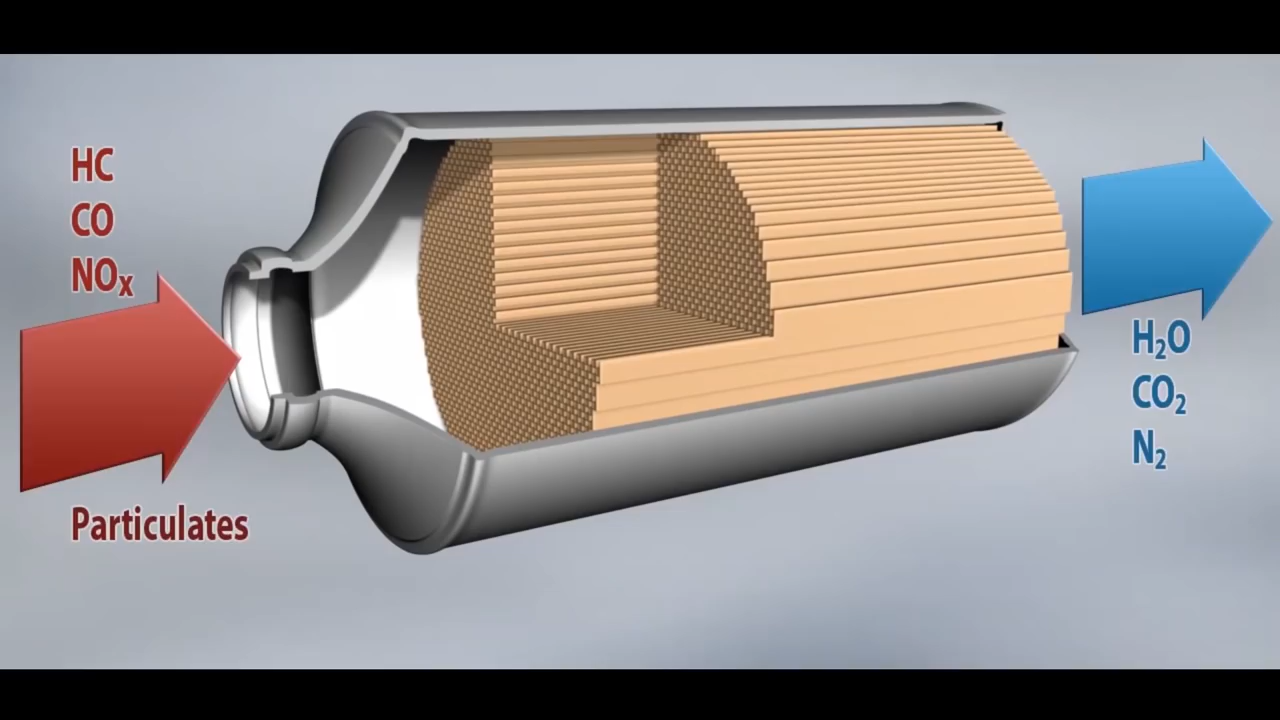 HC
CO
NOx
Particulates
H₂O
CO₂
N₂